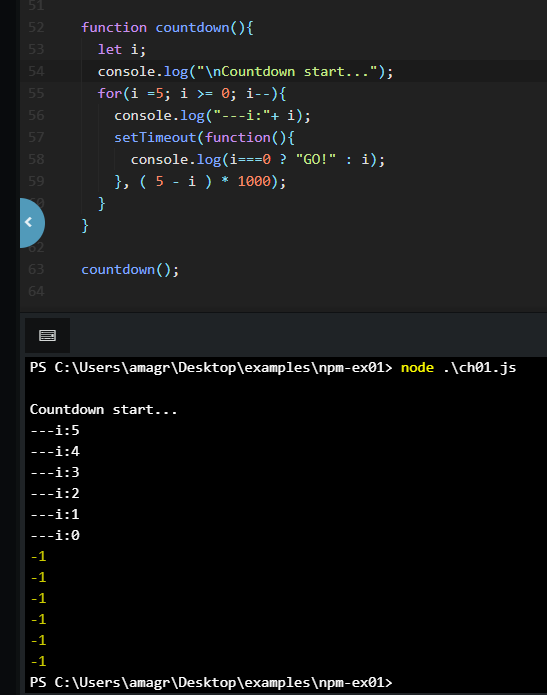 51
52 function countdown(){
53 let i;
54 console.log("\nCountdown start...");
55 for(i =5; i >= 0; i--){
56 console.log("---i:"+ i);
57 setTimeout(function(){
58 console.log(i===0 ? "GO!" : i);
59 }, ( 5 - i ) * 1000);
}
}
63 countdown();
64
PS C:\Users\amagr\Desktop\examples\npm-ex01> node .\ch01.js
Countdown start...
---i:5
---i:4
---i:3
---i:2
---i:1
---i:0
-1
-1
-1
-1
-1
-1
PS C:\Users\amagr\Desktop\examples\npm-ex01>